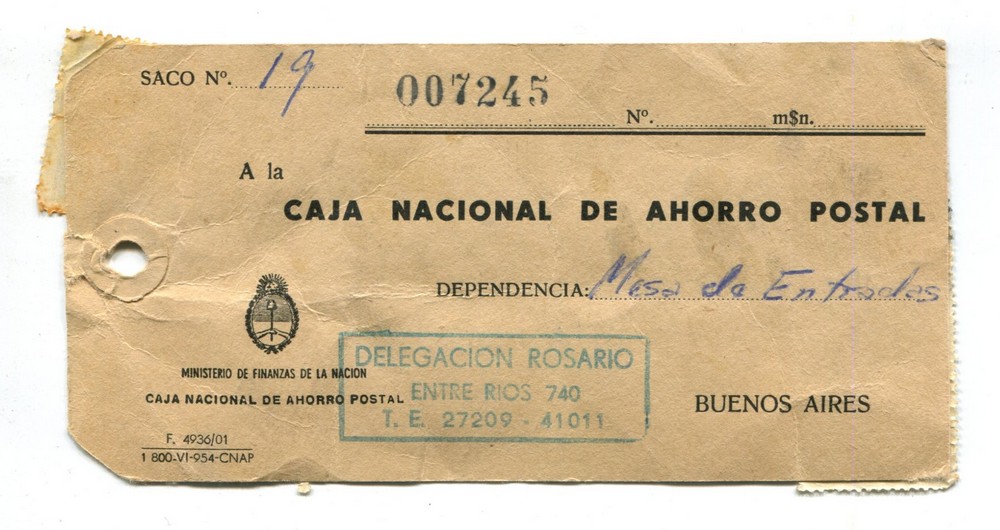 SACO Nº. 19
007245
Nº. m$n.
A la
CAJA NACIONAL DE AHORRO POSTAL
DEPENDENCIA: Mesa de Entradas
MINISTERIO DE FINANZAS DE LA NACION
CAJA NACIONAL DE AHORRO POSTAL
DELEGACION ROSARIO
ENTRE RIOS 740
T. E. 27209 - 41011
BUENOS AIRES
F. 4936/01
1 800-VI-954-CNAP